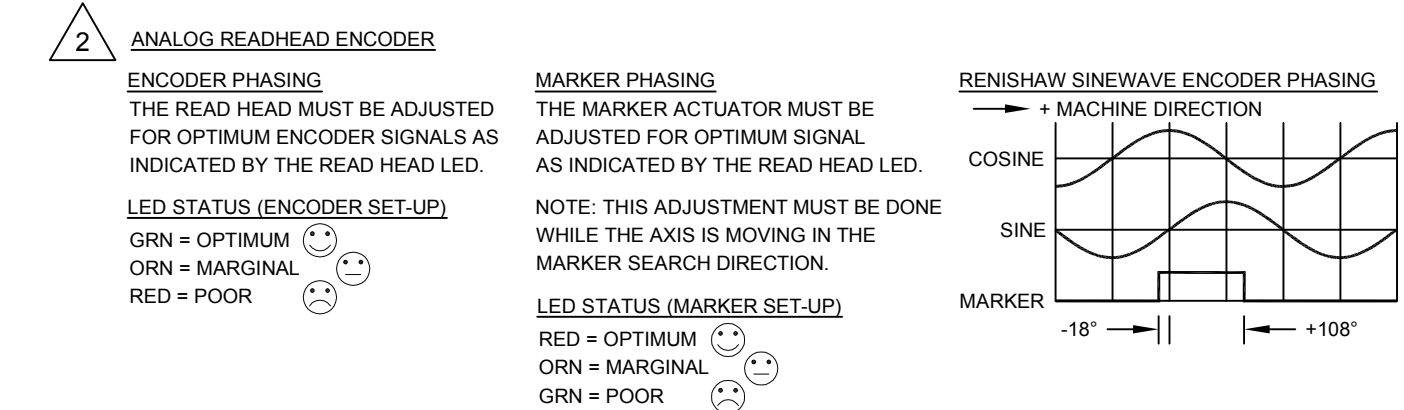 2
ANALOG READHEAD ENCODER
ENCODER PHASING
THE READ HEAD MUST BE ADJUSTED
FOR OPTIMUM ENCODER SIGNALS AS
INDICATED BY THE READ HEAD LED.
LED STATUS (ENCODER SET-UP)
GRN = OPTIMUM
ORN = MARGINAL
RED = POOR
MARKER PHASING
THE MARKER ACTUATOR MUST BE
ADJUSTED FOR OPTIMUM SIGNAL
AS INDICATED BY THE READ HEAD LED.
NOTE: THIS ADJUSTMENT MUST BE DONE
WHILE THE AXIS IS MOVING IN THE
MARKER SEARCH DIRECTION.
LED STATUS (MARKER SET-UP)
RED = OPTIMUM
ORN = MARGINAL
GRN = POOR
RENISHAW SINEWAVE ENCODER PHASING
+ MACHINE DIRECTION
COSINE
SINE
MARKER
-18°
+108°